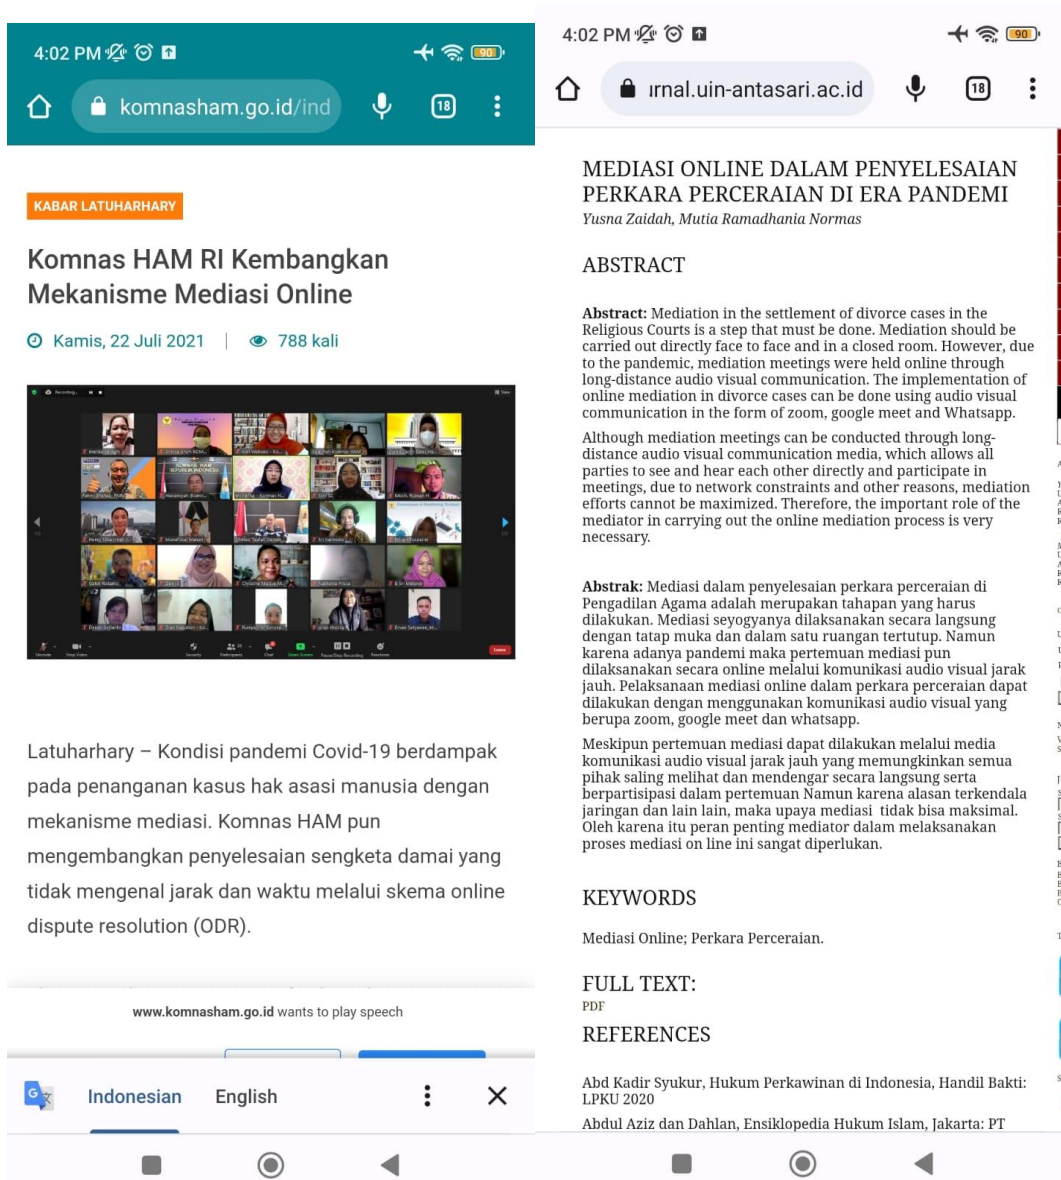 4:02 PM
90
komnasham.go.id/ind
18
KABAR LATUHARHARY
Komnas HAM RI Kembangkan
Mekanisme Mediasi Online
Kamis, 22 Juli 2021 | 788 kali
Recording...
View
Security
Participants
Chat
Share Screen
Pause/Stop Recording
Reactions
Leave
Latuharhary – Kondisi pandemi Covid-19 berdampak
pada penanganan kasus hak asasi manusia dengan
mekanisme mediasi. Komnas HAM pun
mengembangkan penyelesaian sengketa damai yang
tidak mengenal jarak dan waktu melalui skema online
dispute resolution (ODR).
www.komnasham.go.id wants to play speech
Indonesian English
4:02 PM
90
ırnal.uin-antasari.ac.id
18
MEDIASI ONLINE DALAM PENYELESAIAN
PERKARA PERCERAIAN DI ERA PANDEMI
Yusna Zaidah, Mutia Ramadhania Normas
ABSTRACT
Abstract: Mediation in the settlement of divorce cases in the
Religious Courts is a step that must be done. Mediation should be
carried out directly face to face and in a closed room. However, due
to the pandemic, mediation meetings were held online through
long-distance audio visual communication. The implementation of
online mediation in divorce cases can be done using audio visual
communication in the form of zoom, google meet and Whatsapp.
Although mediation meetings can be conducted through long-
distance audio visual communication media, which allows all
parties to see and hear each other directly and participate in
meetings, due to network constraints and other reasons, mediation
efforts cannot be maximized. Therefore, the important role of the
mediator in carrying out the online mediation process is very
necessary.
Abstrak: Mediasi dalam penyelesaian perkara perceraian di
Pengadilan Agama adalah merupakan tahapan yang harus
dilakukan. Mediasi seyogyanya dilaksanakan secara langsung
dengan tatap muka dan dalam satu ruangan tertutup. Namun
karena adanya pandemi maka pertemuan mediasi pun
dilaksanakan secara online melalui komunikasi audio visual jarak
jauh. Pelaksanaan mediasi online dalam perkara perceraian dapat
dilakukan dengan menggunakan komunikasi audio visual yang
berupa zoom, google meet dan whatsapp.
Meskipun pertemuan mediasi dapat dilakukan melalui media
komunikasi audio visual jarak jauh yang memungkinkan semua
pihak saling melihat dan mendengar secara langsung serta
berpartisipasi dalam pertemuan Namun karena alasan terkendala
jaringan dan lain lain, maka upaya mediasi tidak bisa maksimal.
Oleh karena itu peran penting mediator dalam melaksanakan
proses mediasi on line ini sangat diperlukan.
KEYWORDS
Mediasi Online; Perkara Perceraian.
FULL TEXT:
PDF
REFERENCES
Abd Kadir Syukur, Hukum Perkawinan di Indonesia, Handil Bakti:
LPKU 2020
Abdul Aziz dan Dahlan, Ensiklopedia Hukum Islam, Jakarta: PT